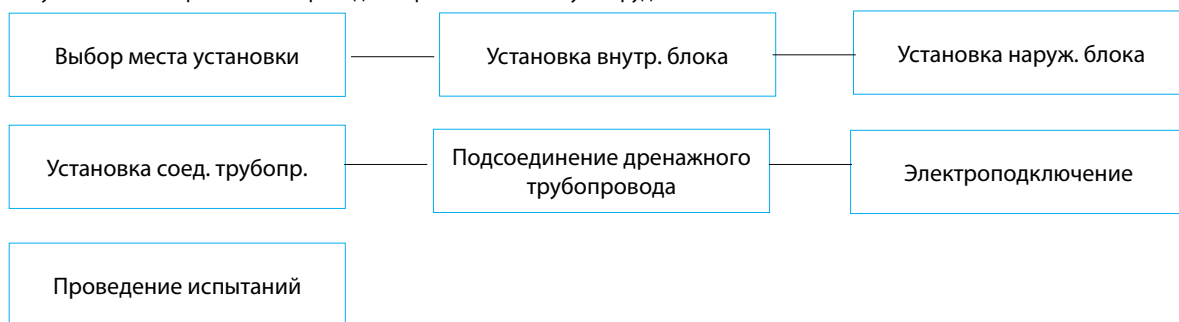 Выбор места установки
Установка внутр. блока
Установка наруж. блока
Установка соед. трубопр.
Подсоединение дренажного
трубопровода
Электроподключение
Проведение испытаний